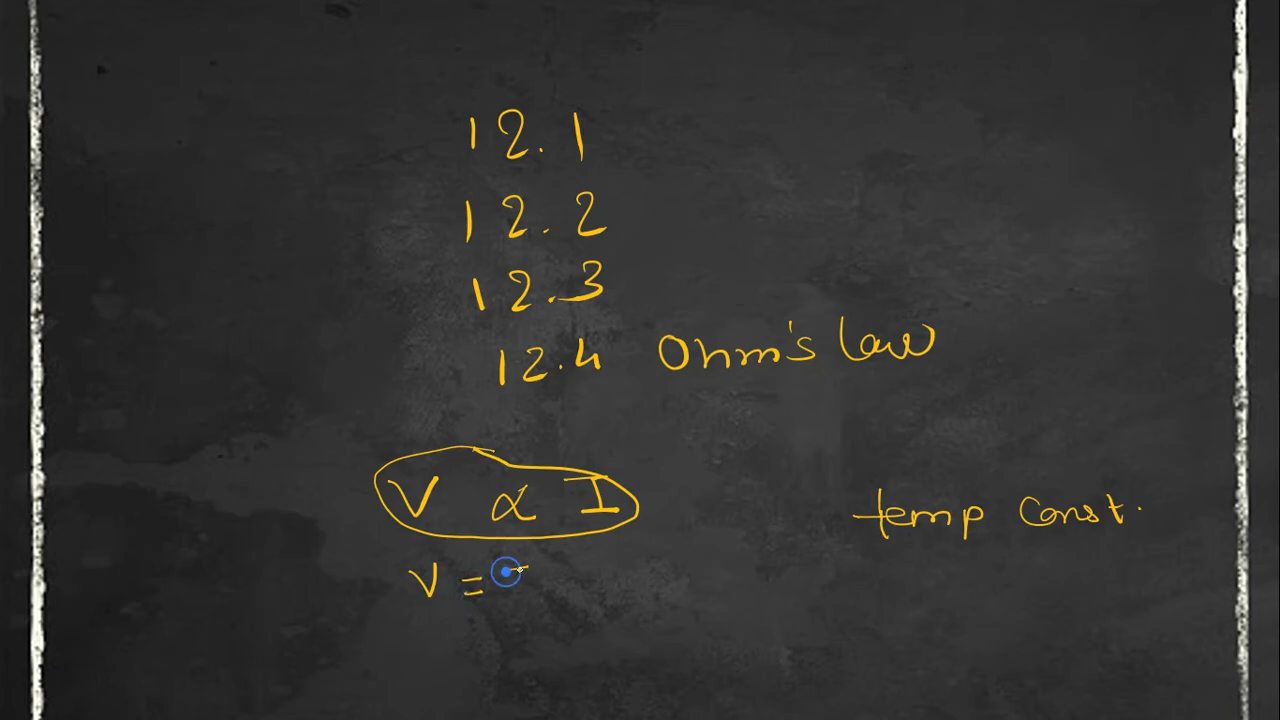 12.1
12.2
12.3
12.4 Ohm's law
V ∝ I temp const.
V =